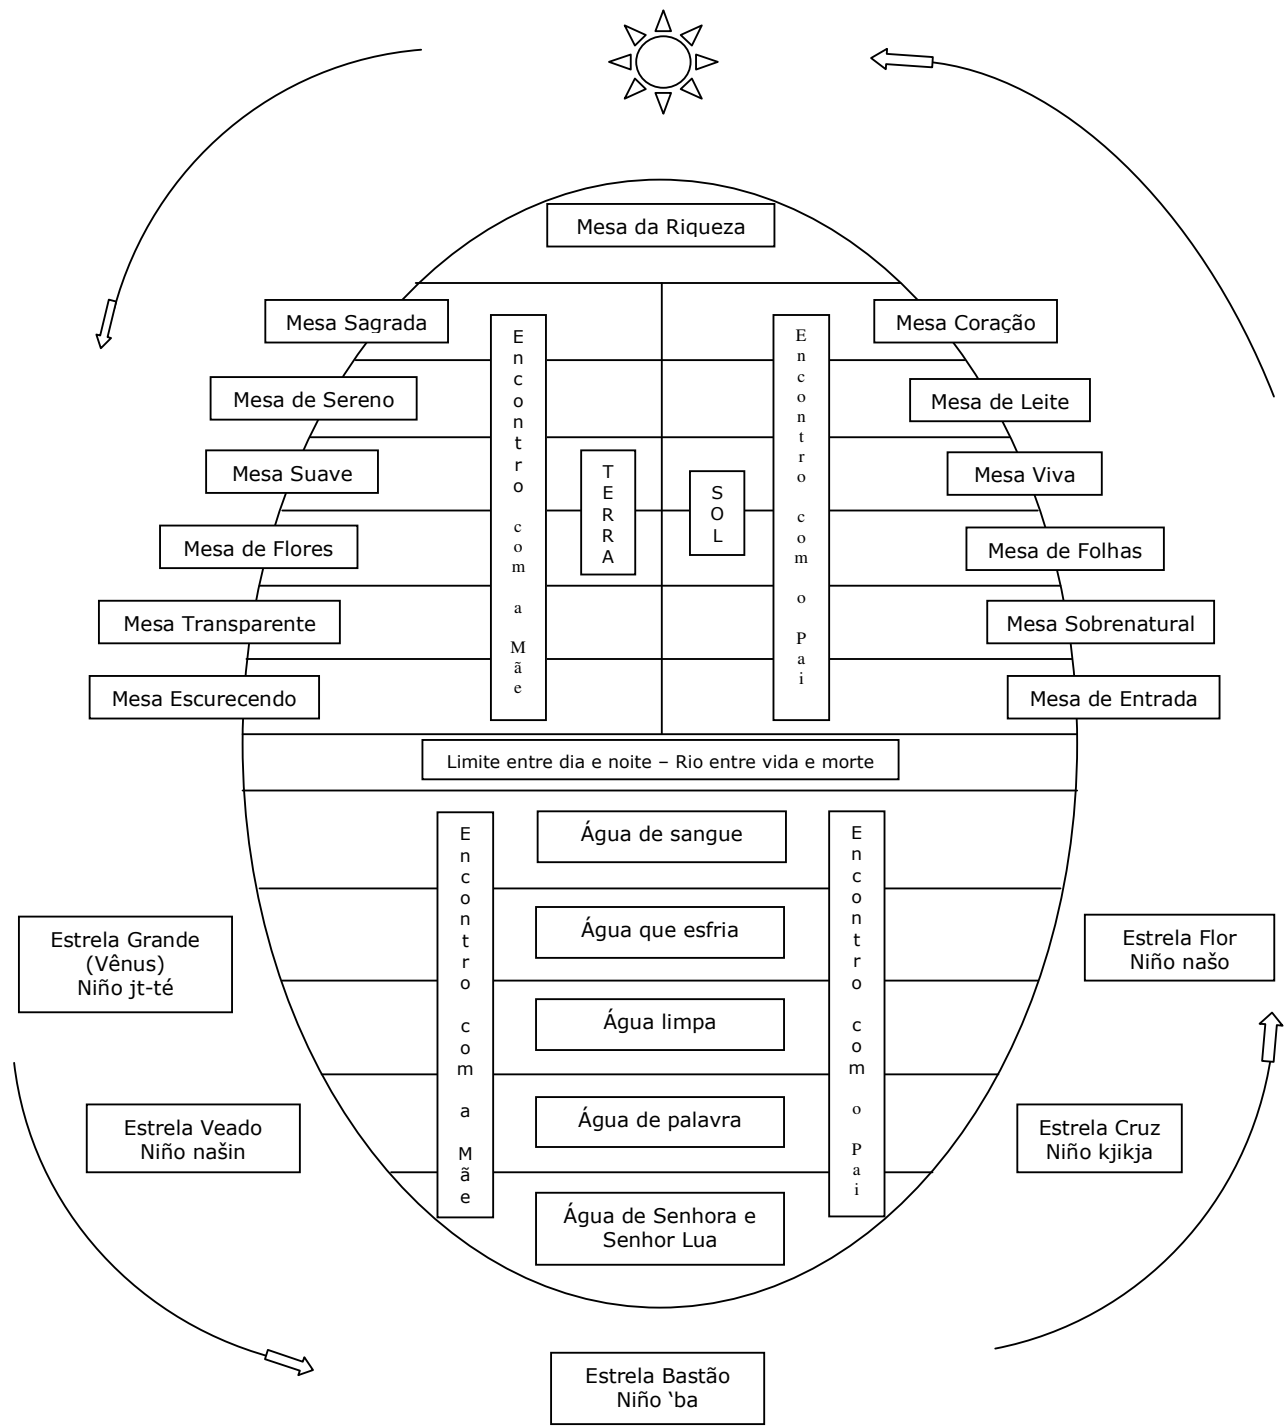 Mesa da Riqueza
Mesa Sagrada
Mesa Coração
Mesa de Sereno
Mesa de Leite
Mesa Suave
Mesa Viva
Mesa de Flores
Mesa de Folhas
Mesa Transparente
Mesa Sobrenatural
Mesa Escurecendo
Mesa de Entrada
Encontro com a Mãe
TERRA
SOL
Encontro com o Pai
Limite entre dia e noite – Rio entre vida e morte
Encontro com a Mãe
Água de sangue
Água que esfria
Água limpa
Água de palavra
Água de Senhora e
Senhor Lua
Encontro com o Pai
Estrela Grande
(Vênus)
Niño jt-té
Estrela Flor
Niño našo
Estrela Veado
Niño našin
Estrela Cruz
Niño kjikja
Estrela Bastão
Niño ‘ba